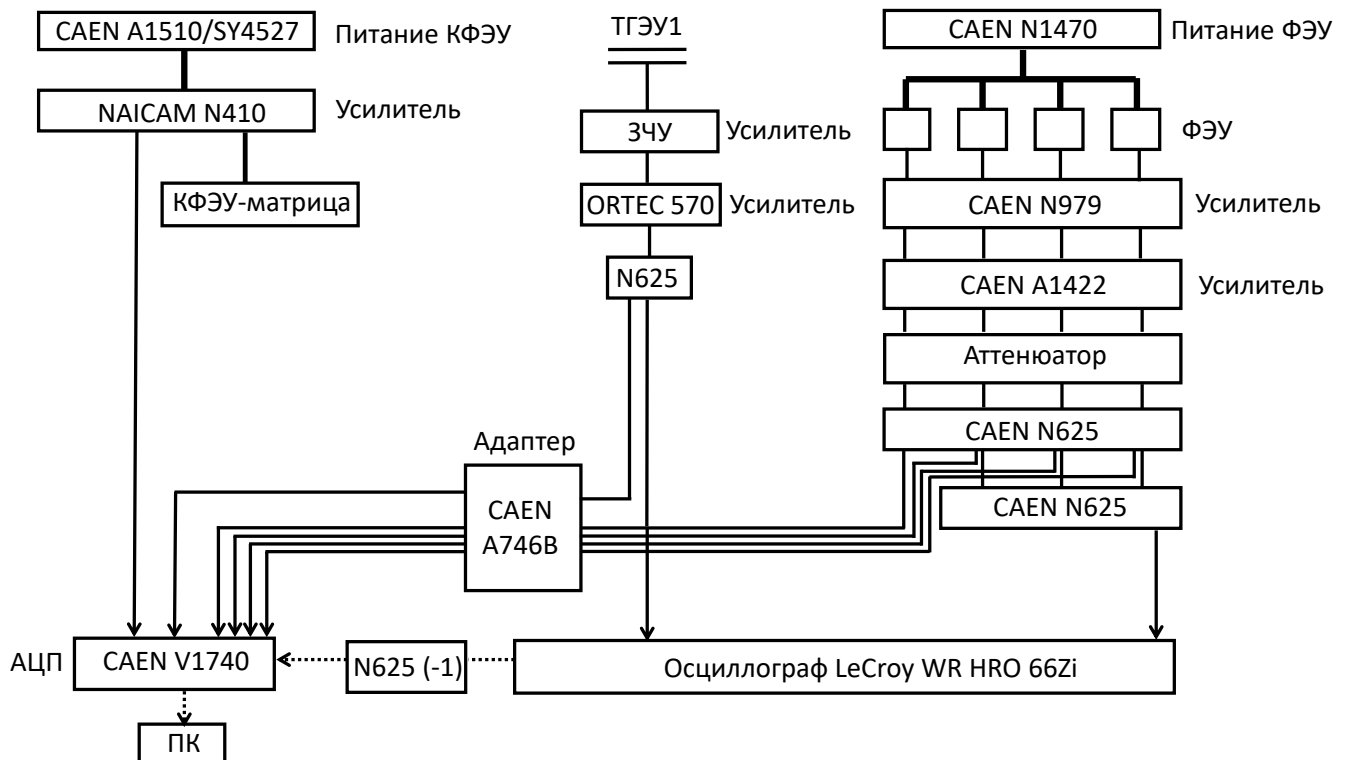 CAEN A1510/SY4527
Питание КФЭУ
ТГЭУ1
CAEN N1470
Питание ФЭУ
NAICAM N410
Усилитель
ЗЧУ
Усилитель
ФЭУ
КФЭУ-матрица
ORTEC 570
Усилитель
CAEN N979
Усилитель
N625
CAEN A1422
Усилитель
Аттенюатор
CAEN N625
Адаптер
CAEN
A746B
CAEN N625
АЦП
CAEN V1740
N625 (-1)
Осциллограф LeCroy WR HRO 66Zi
ПК